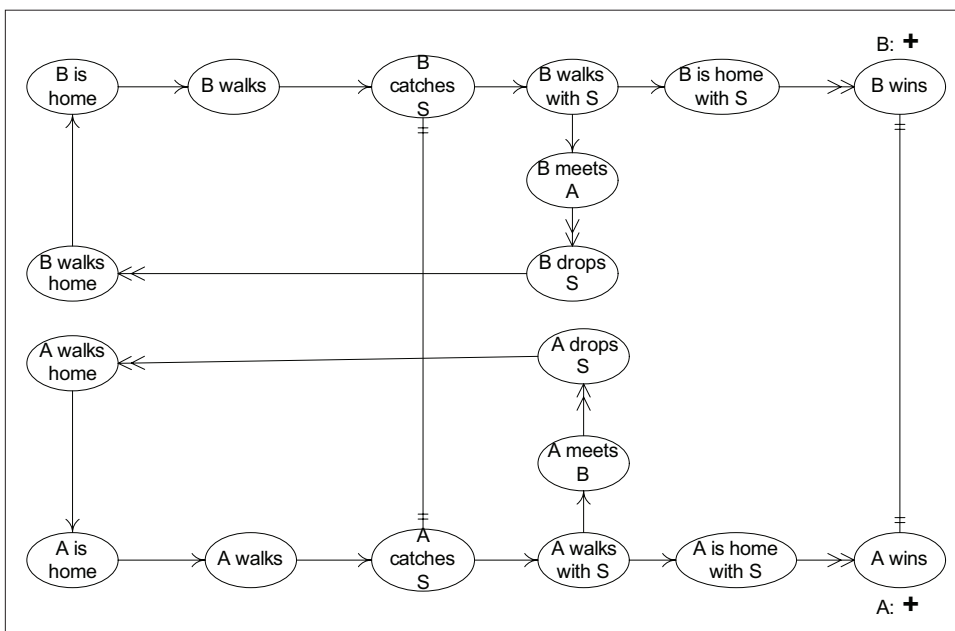 B: +
B is
home
B walks
B
catches
S
B walks
with S
B is home
with S
B wins
B meets
A
B walks
home
B drops
S
A walks
home
A drops
S
A meets
B
A is
home
A walks
A
catches
S
A walks
with S
A is home
with S
A wins
A: +